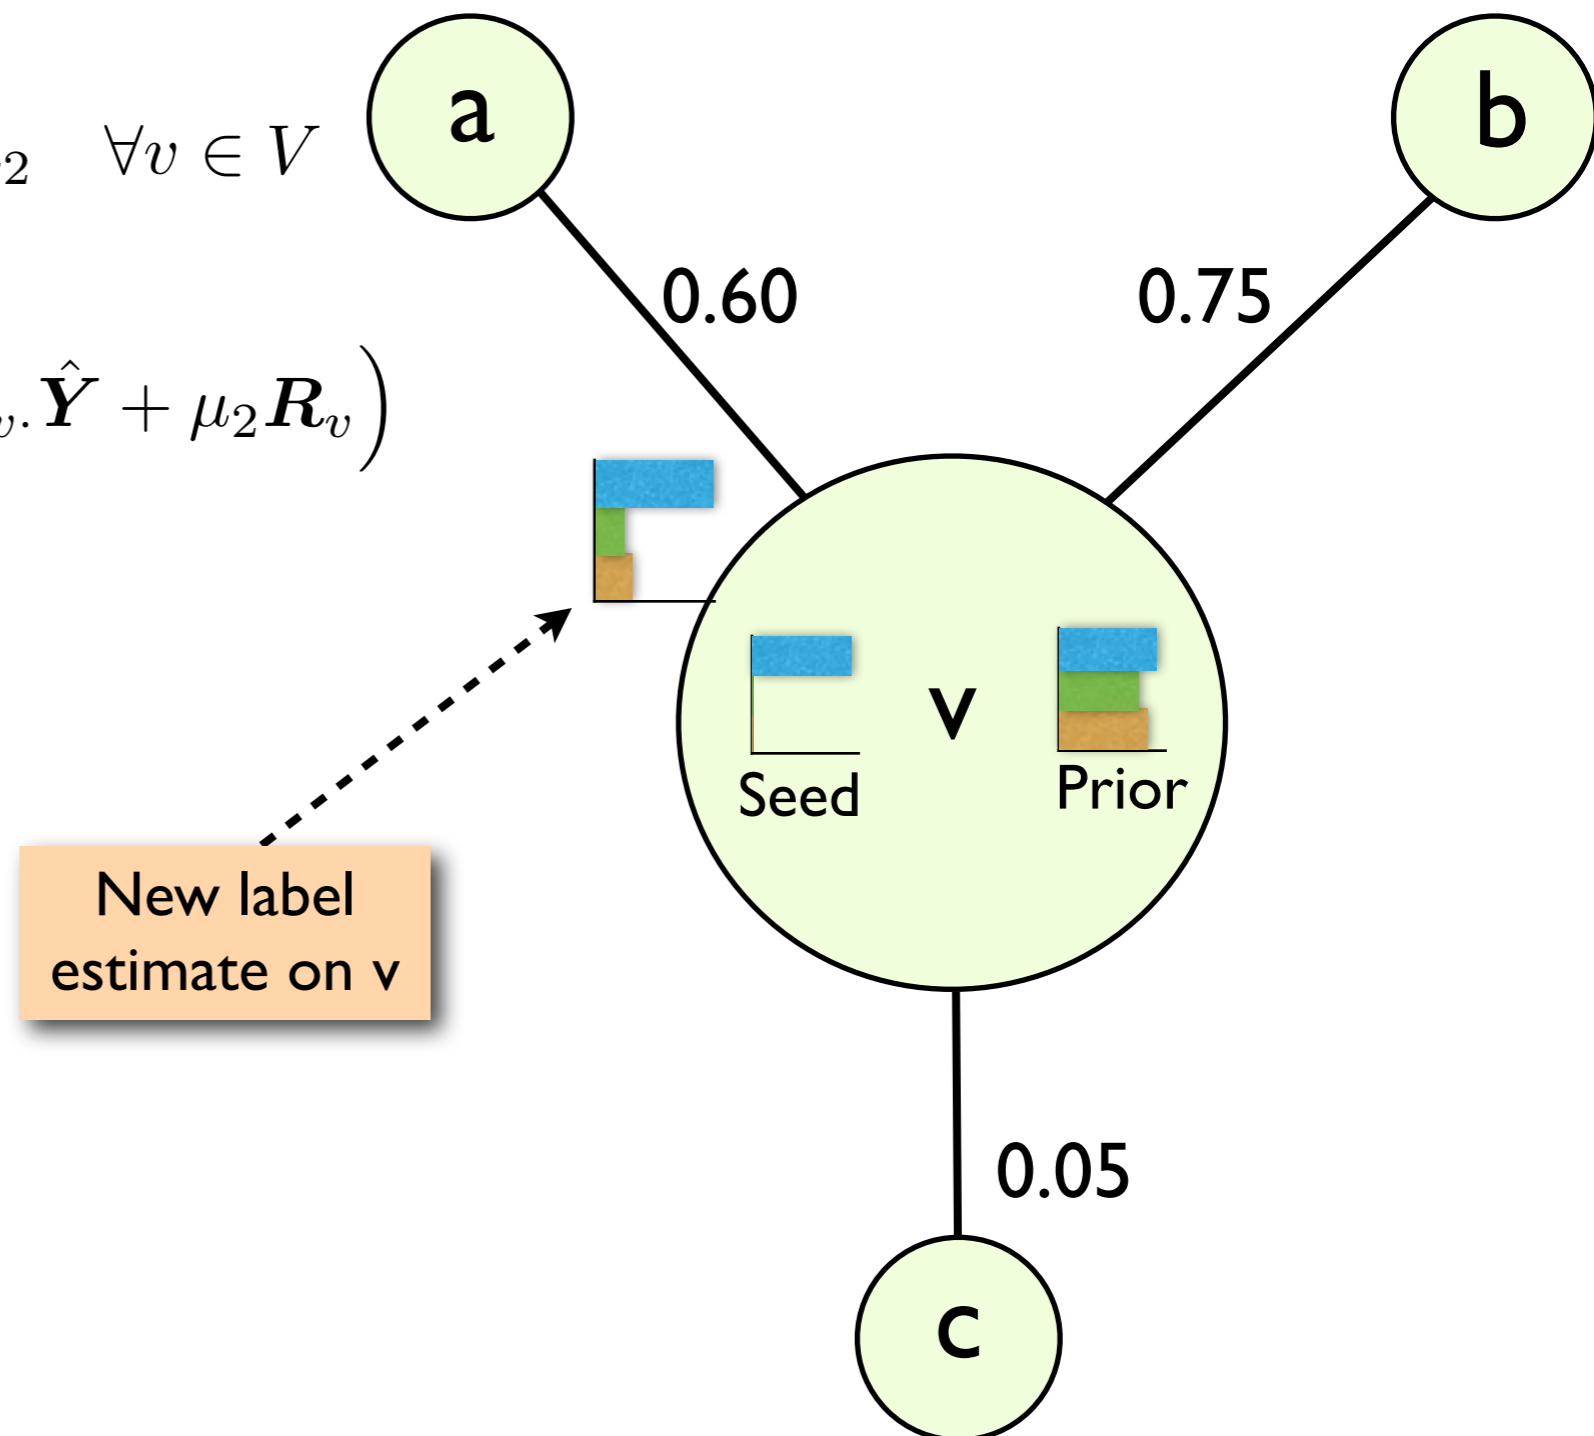 a
b
₂ ∀v ∈ V
0.60
0.75
v· Ŷ + μ₂Rᵥ)
v
Seed
Prior
New label
estimate on v
0.05
c